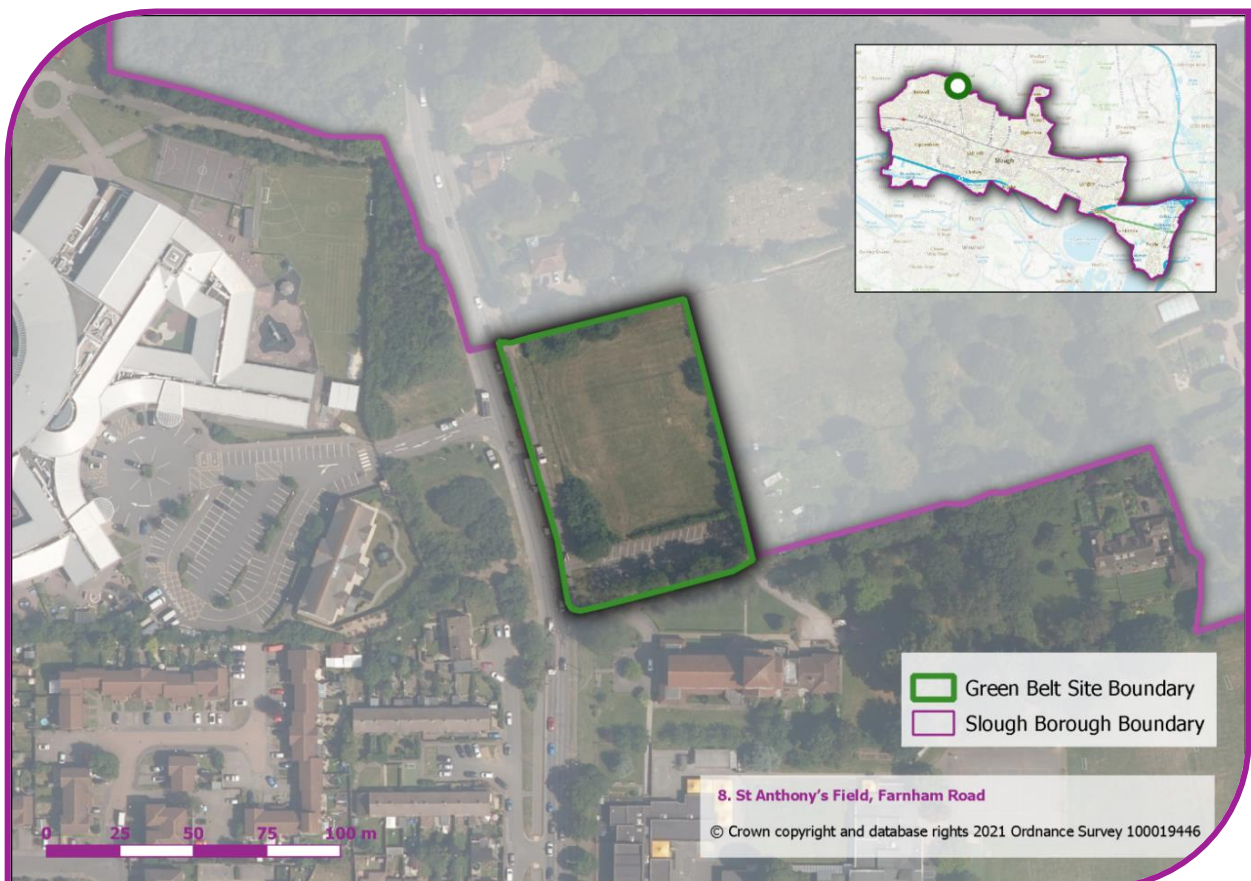 Slough
Green Belt Site Boundary
Slough Borough Boundary
8. St Anthony's Field, Farnham Road
© Crown copyright and database rights 2021 Ordnance Survey 100019446
0 25 50 75 100 m